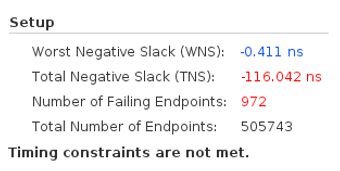 Setup
Worst Negative Slack (WNS): -0.411 ns
Total Negative Slack (TNS): -116.042 ns
Number of Failing Endpoints: 972
Total Number of Endpoints: 505743
Timing constraints are not met.